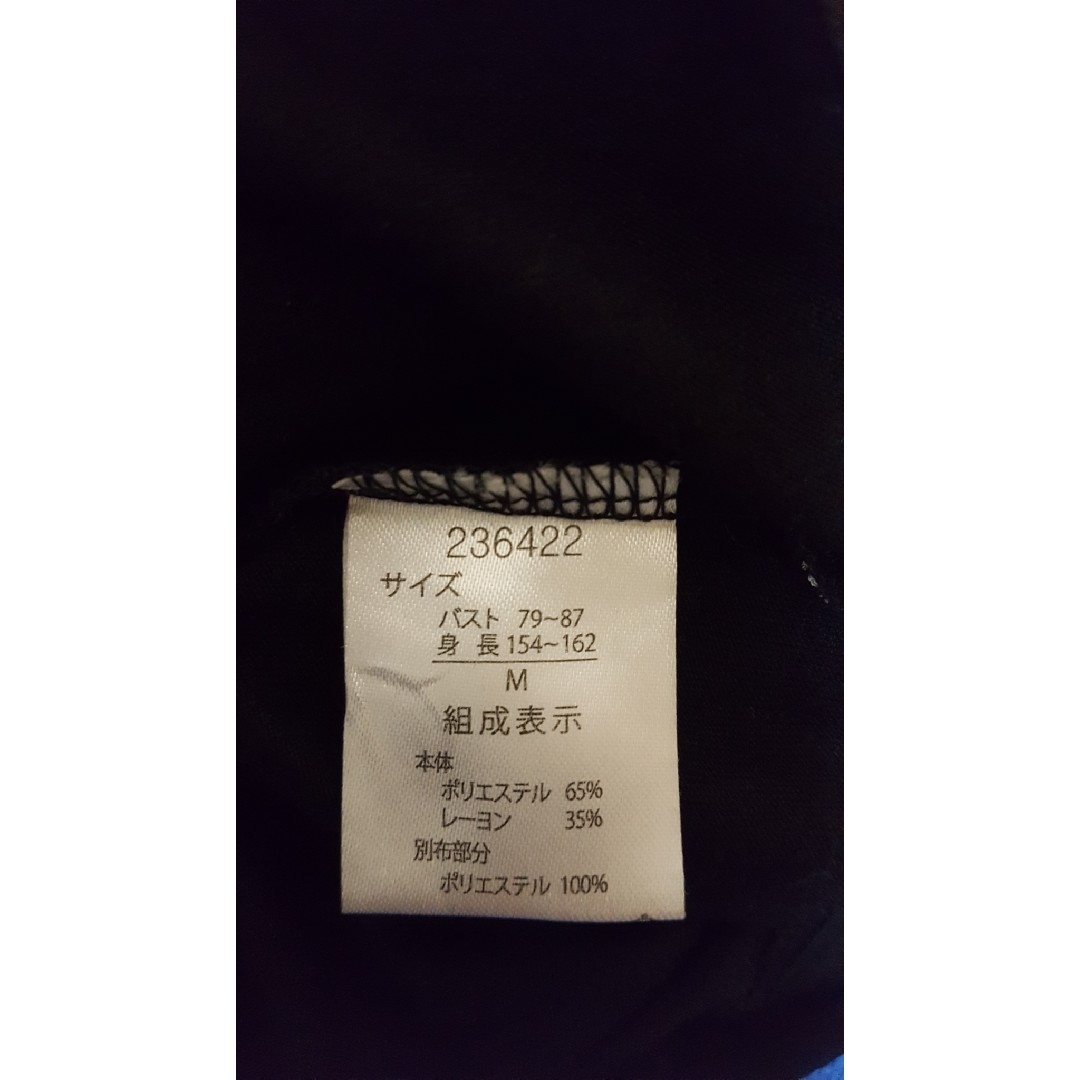 236422
サイズ
バスト 79~87
身 長 154~162
M
組成表示
本体
ポリエステル 65%
レーヨン 35%
別布部分
ポリエステル 100%